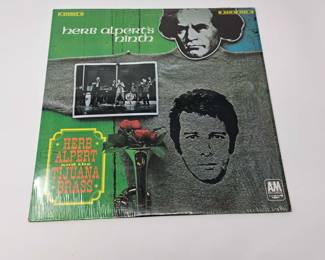 herb alpert's
ninth
HERB
ALPERT
and the
TIJUANA
BRASS
A&M